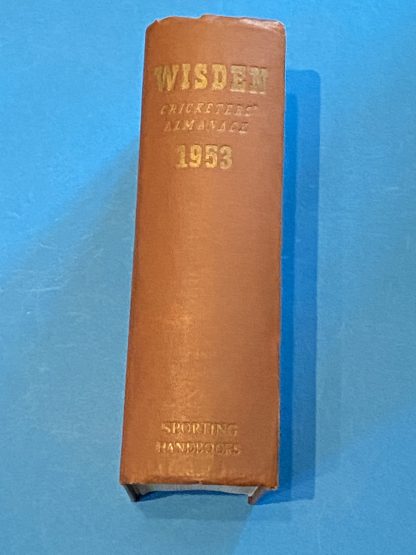 WISDEN
CRICKETERS'
ALMANACK
1953
SPORTING
HANDBOOKS